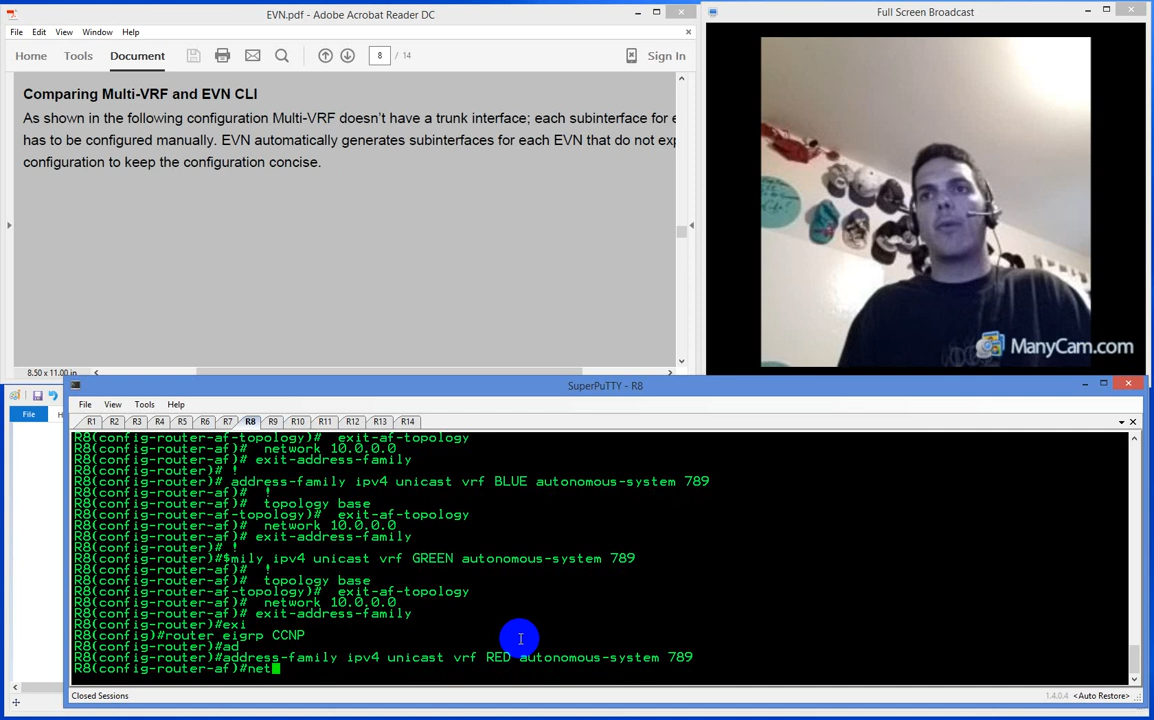 EVN.pdf - Adobe Acrobat Reader DC
File Edit View Window Help
Home Tools Document 8 / 14 Sign In
Comparing Multi-VRF and EVN CLI
As shown in the following configuration Multi-VRF doesn't have a trunk interface; each subinterface for
has to be configured manually. EVN automatically generates subinterfaces for each EVN that do not
configuration to keep the configuration concise.
8.50 x 11.00 in
Full Screen Broadcast
ManyCam.com
File
SuperPuTTY - R8
File View Tools Help
R1 R2 R3 R4 R5 R6 R7 R8 R9 R10 R11 R12 R13 R14
R8(config-router-af-topology)# exit-af-topology
R8(config-router-af)# network 10.0.0.0
R8(config-router-af)# exit-address-family
R8(config-router)# !
R8(config-router)# address-family ipv4 unicast vrf BLUE autonomous-system 789
R8(config-router-af)# !
R8(config-router-af)# topology base
R8(config-router-af-topology)# exit-af-topology
R8(config-router-af)# network 10.0.0.0
R8(config-router-af)# exit-address-family
R8(config-router)# !
R8(config-router)#$mily ipv4 unicast vrf GREEN autonomous-system 789
R8(config-router-af)# !
R8(config-router-af)# topology base
R8(config-router-af-topology)# exit-af-topology
R8(config-router-af)# network 10.0.0.0
R8(config-router-af)# exit-address-family
R8(config-router)#exi
R8(config)#router eigrp CCNP
R8(config-router)#ad
R8(config-router)#address-family ipv4 unicast vrf RED autonomous-system 789
R8(config-router-af)#net
Closed Sessions 1.4.0.4 <Auto Restore>